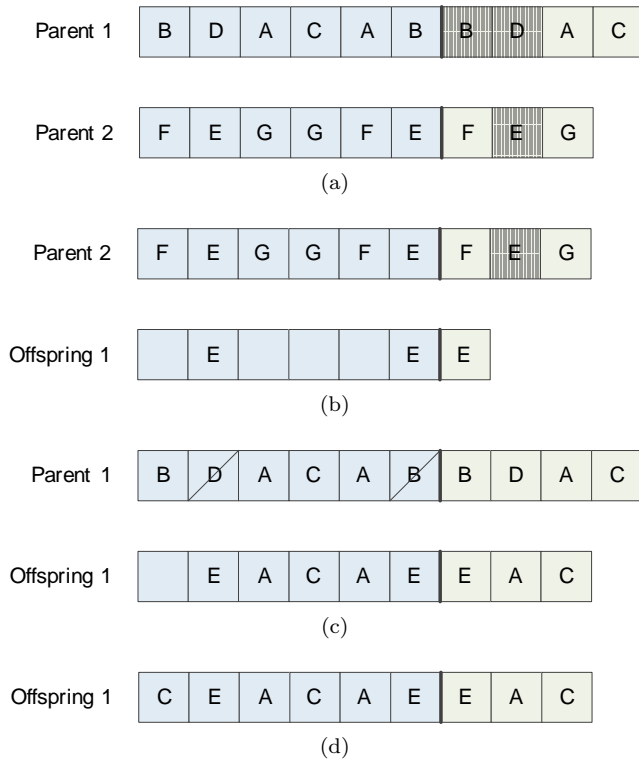 Parent 1 B D A C A B B D A C
Parent 2 F E G G F E F E G
(a)
Parent 2 F E G G F E F E G
Offspring 1 E E E
(b)
Parent 1 B D A C A B B D A C
Offspring 1 E A C A E E A C
(c)
Offspring 1 C E A C A E E A C
(d)